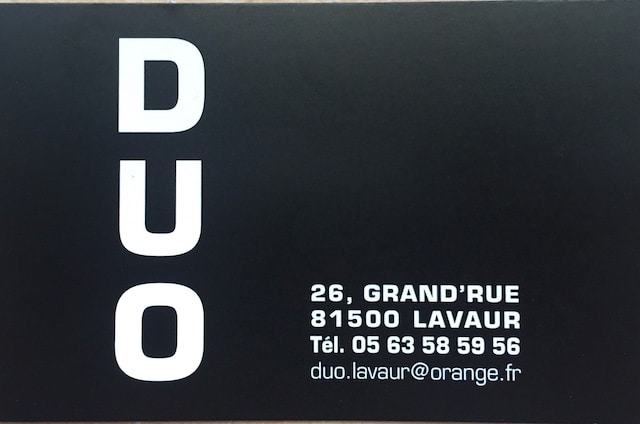 DUO
26, GRAND'RUE
81500 LAVAUR
Tél. 05 63 58 59 56
duo.lavaur@orange.fr